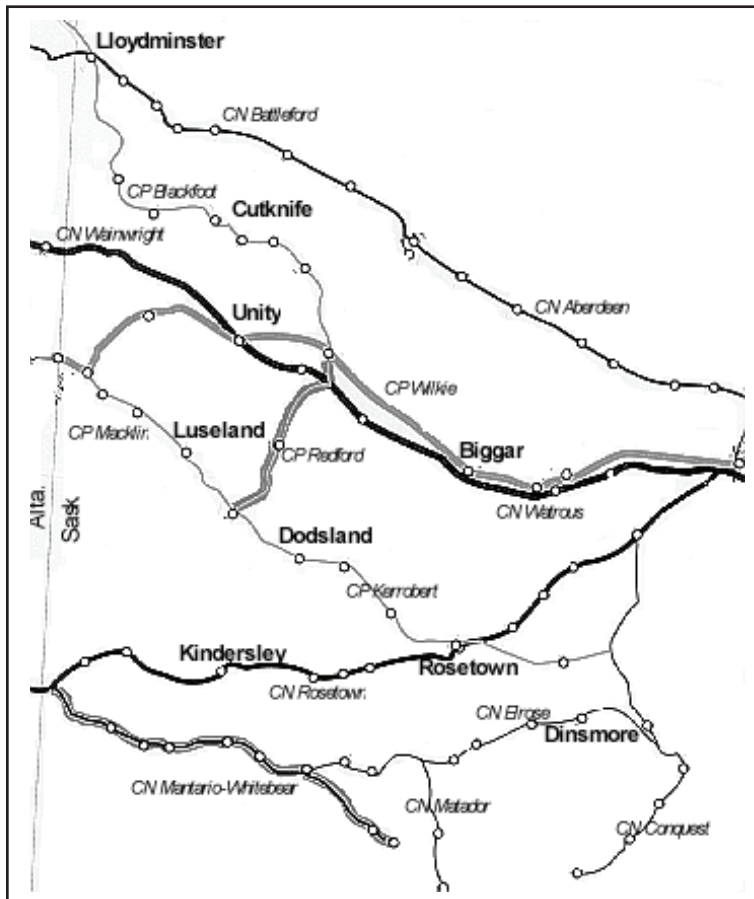 Lloydminster
CN Battleford
CP Blackfoot
Cutknife
CN Wainwright
Unity
CN Aberdeen
CP Wilkie
Luseland
CP Macklin
CP Redford
Biggar
CN Watrous
Alta.
Sask
Dodsland
CP Kerrobert
Kindersley
Rosetown
CN Rosetown
CN Elrose
Dinsmore
CN Mantario-Whitebear
CN Matador
CN Conquest